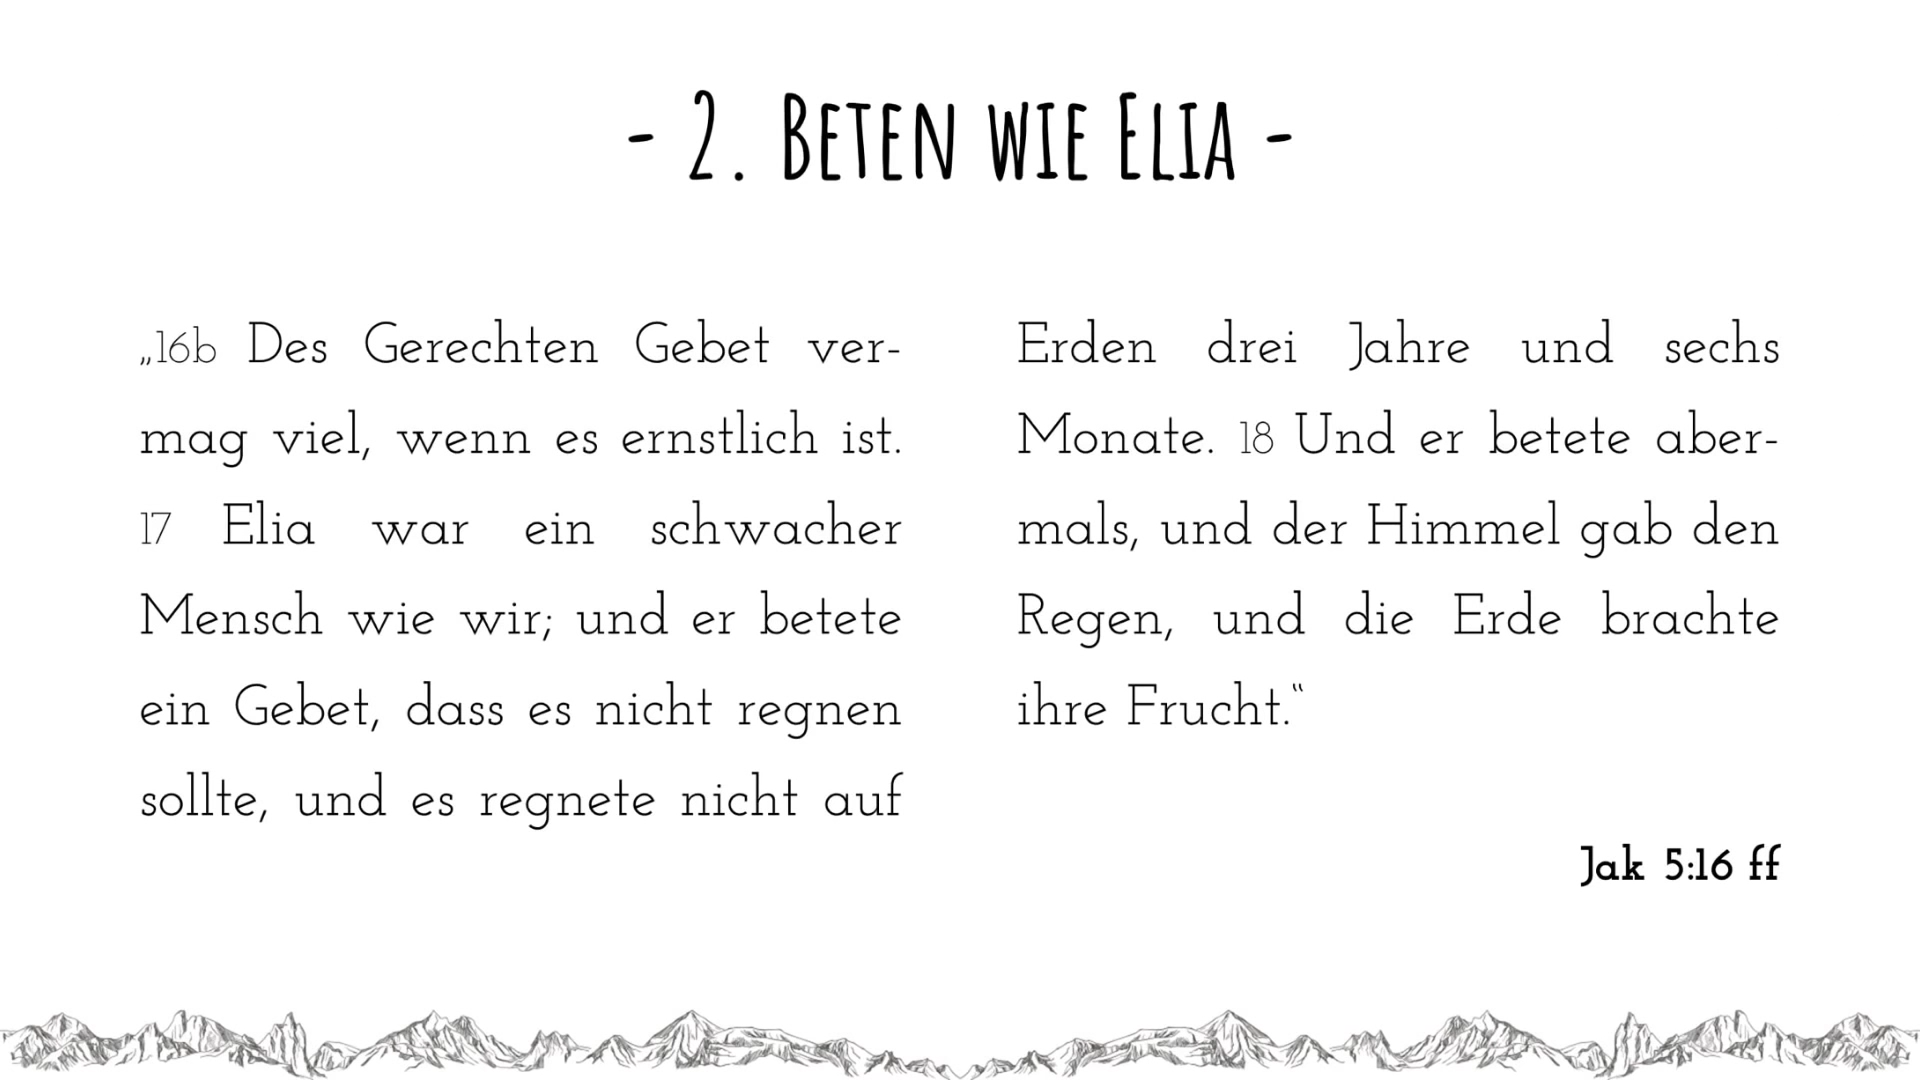 - 2. Beten wie Elia -
„16b Des Gerechten Gebet ver-
mag viel, wenn es ernstlich ist.
17 Elia war ein schwacher
Mensch wie wir; und er betete
ein Gebet, dass es nicht regnen
sollte, und es regnete nicht auf
Erden drei Jahre und sechs
Monate. 18 Und er betete aber-
mals, und der Himmel gab den
Regen, und die Erde brachte
ihre Frucht.“
Jak 5:16 ff